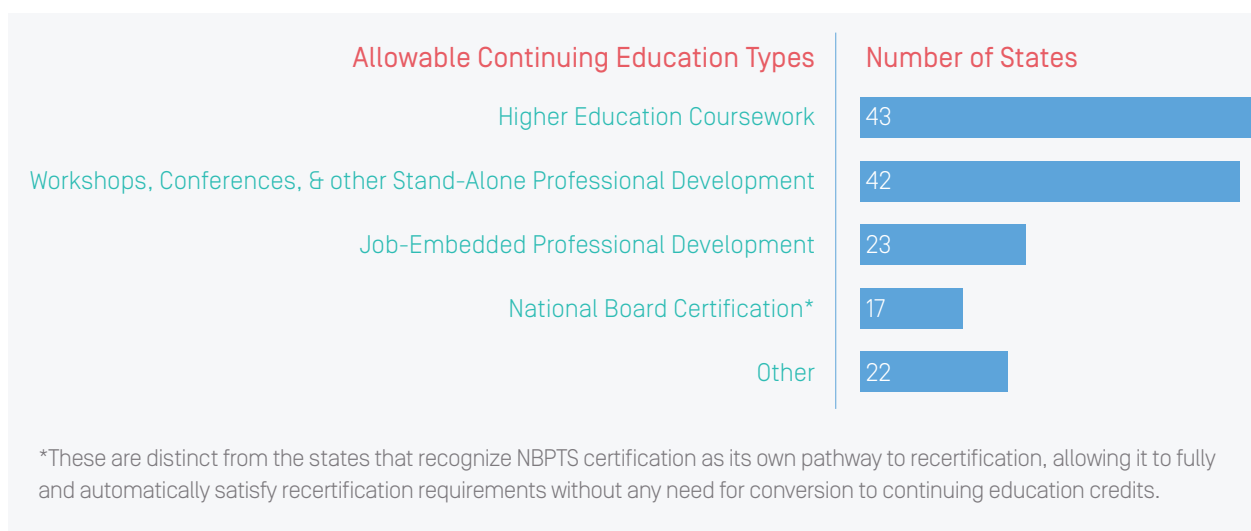 Allowable Continuing Education Types Number of States
Higher Education Coursework 43
Workshops, Conferences, & other Stand-Alone Professional Development 42
Job-Embedded Professional Development 23
National Board Certification* 17
Other 22
*These are distinct from the states that recognize NBPTS certification as its own pathway to recertification, allowing it to fully
and automatically satisfy recertification requirements without any need for conversion to continuing education credits.